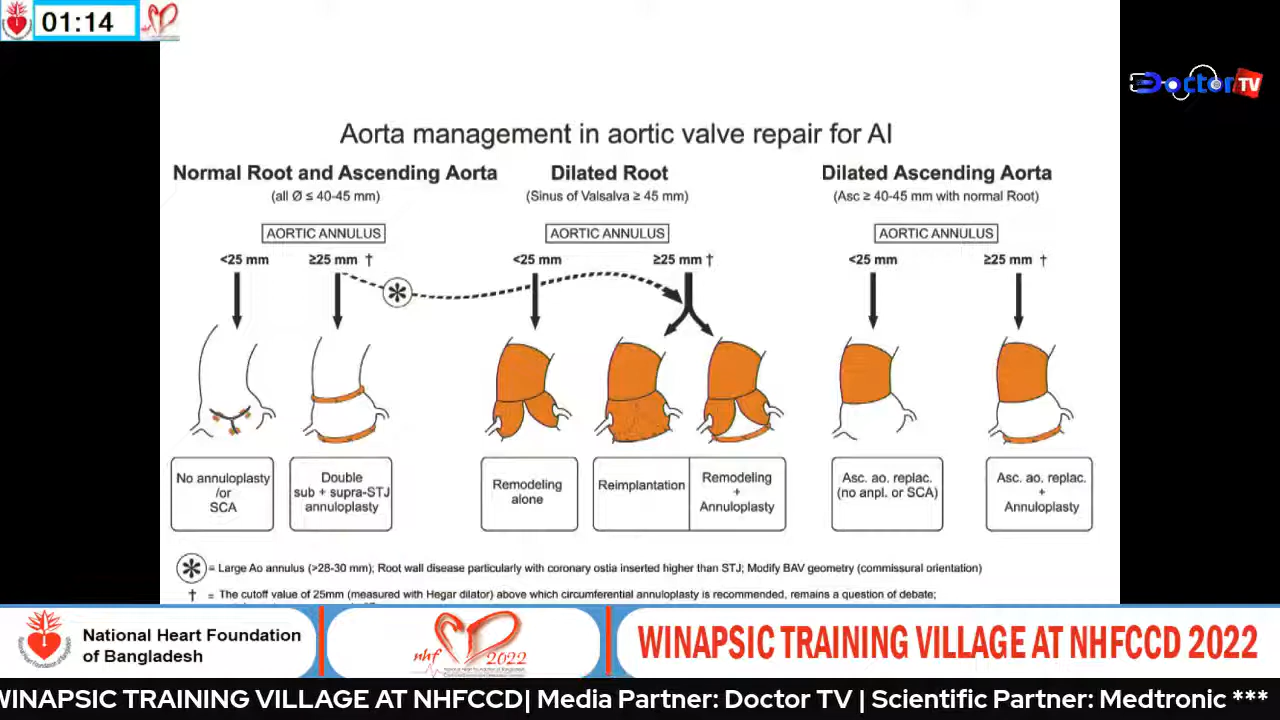 01:14
Doctor TV
Aorta management in aortic valve repair for AI
Normal Root and Ascending Aorta
(all Ø ≤ 40-45 mm)
AORTIC ANNULUS
<25 mm
≥25 mm †
Dilated Root
(Sinus of Valsalva ≥ 45 mm)
AORTIC ANNULUS
<25 mm
≥25 mm †
Dilated Ascending Aorta
(Asc ≥ 40-45 mm with normal Root)
AORTIC ANNULUS
<25 mm
≥25 mm †
*
No annuloplasty
/or
SCA
Double
sub + supra-STJ
annuloplasty
Remodeling
alone
Reimplantation
Remodeling
+
Annuloplasty
Asc. ao. replac.
(no anpl. or SCA)
Asc. ao. replac.
+
Annuloplasty
* = Large Ao annulus (>28-30 mm); Root wall disease particularly with coronary ostia inserted higher than STJ; Modify BAV geometry (commissural orientation)
† = The cutoff value of 25mm (measured with Hegar dilator) above which circumferential annuloplasty is recommended, remains a question of debate;
National Heart Foundation
of Bangladesh
nhf 2022
WINAPSIC TRAINING VILLAGE AT NHFCCD 2022
WINAPSIC TRAINING VILLAGE AT NHFCCD| Media Partner: Doctor TV | Scientific Partner: Medtronic ***